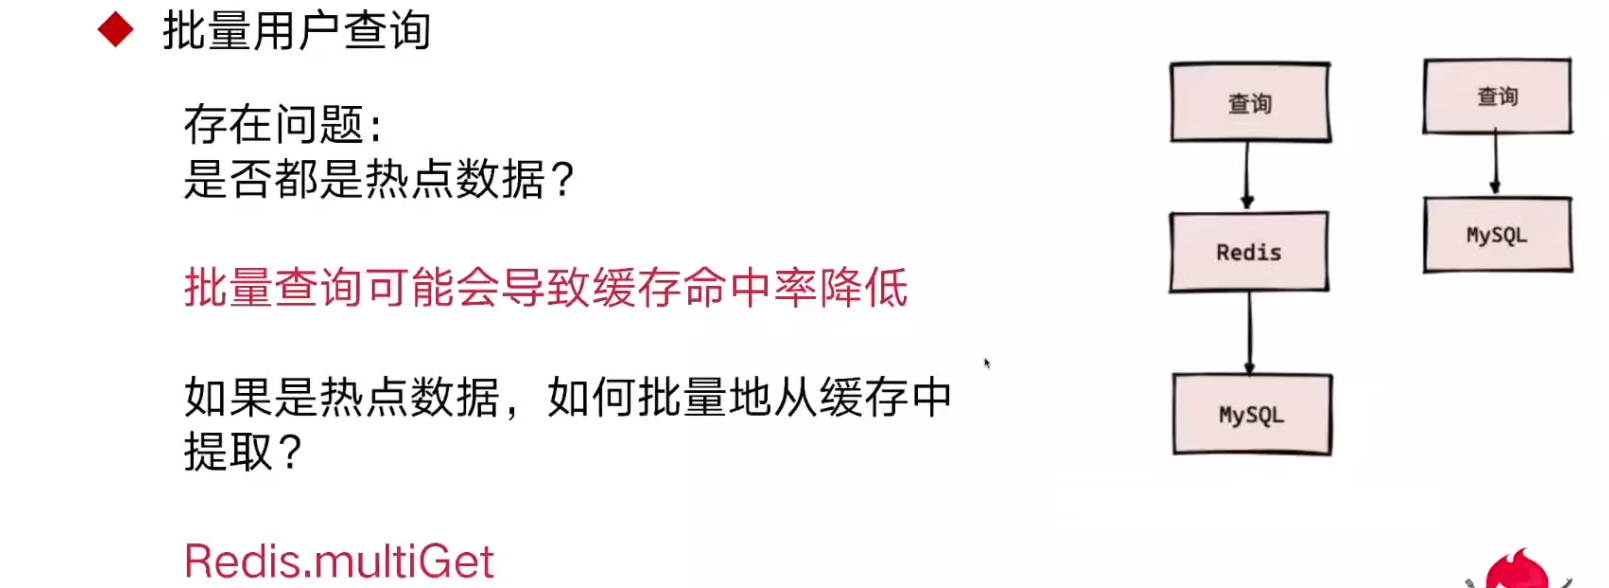 批量用户查询
存在问题：
是否都是热点数据？
批量查询可能会导致缓存命中率降低
如果是热点数据，如何批量地从缓存中
提取？
Redis.multiGet
查询
Redis
MySQL
查询
MySQL